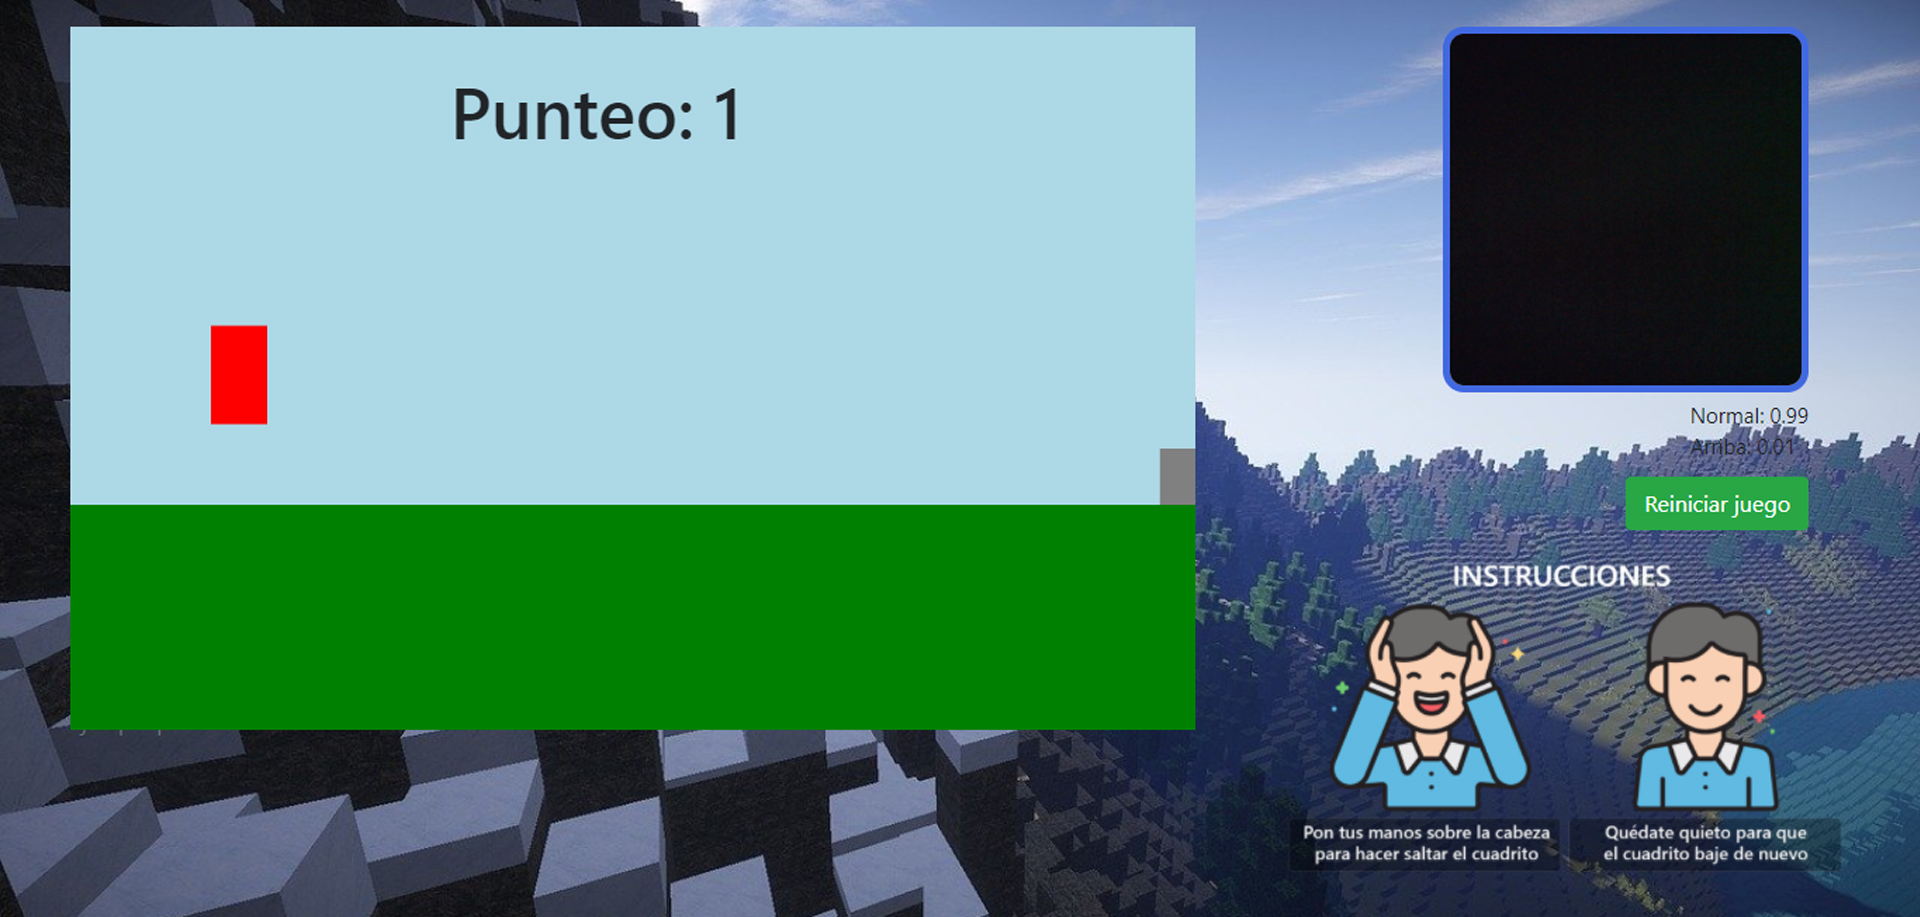 Punteo: 1
Normal: 0.99
Arriba: 0.01
Reiniciar juego
INSTRUCCIONES
Pon tus manos sobre la cabeza
para hacer saltar el cuadrito
Quédate quieto para que
el cuadrito baje de nuevo